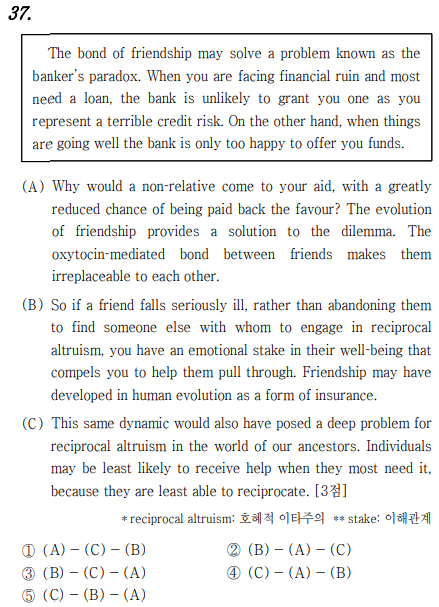 37.
The bond of friendship may solve a problem known as the
banker's paradox. When you are facing financial ruin and most
need a loan, the bank is unlikely to grant you one as you
represent a terrible credit risk. On the other hand, when things
are going well the bank is only too happy to offer you funds.
(A) Why would a non-relative come to your aid, with a greatly
reduced chance of being paid back the favour? The evolution
of friendship provides a solution to the dilemma. The
oxytocin-mediated bond between friends makes them
irreplaceable to each other.
(B) So if a friend falls seriously ill, rather than abandoning them
to find someone else with whom to engage in reciprocal
altruism, you have an emotional stake in their well-being that
compels you to help them pull through. Friendship may have
developed in human evolution as a form of insurance.
(C) This same dynamic would also have posed a deep problem for
reciprocal altruism in the world of our ancestors. Individuals
may be least likely to receive help when they most need it,
because they are least able to reciprocate. [3점]
* reciprocal altruism: 호혜적 이타주의 ** stake: 이해관계
① (A) - (C) - (B) ② (B) - (A) - (C)
③ (B) - (C) - (A) ④ (C) - (A) - (B)
⑤ (C) - (B) - (A)